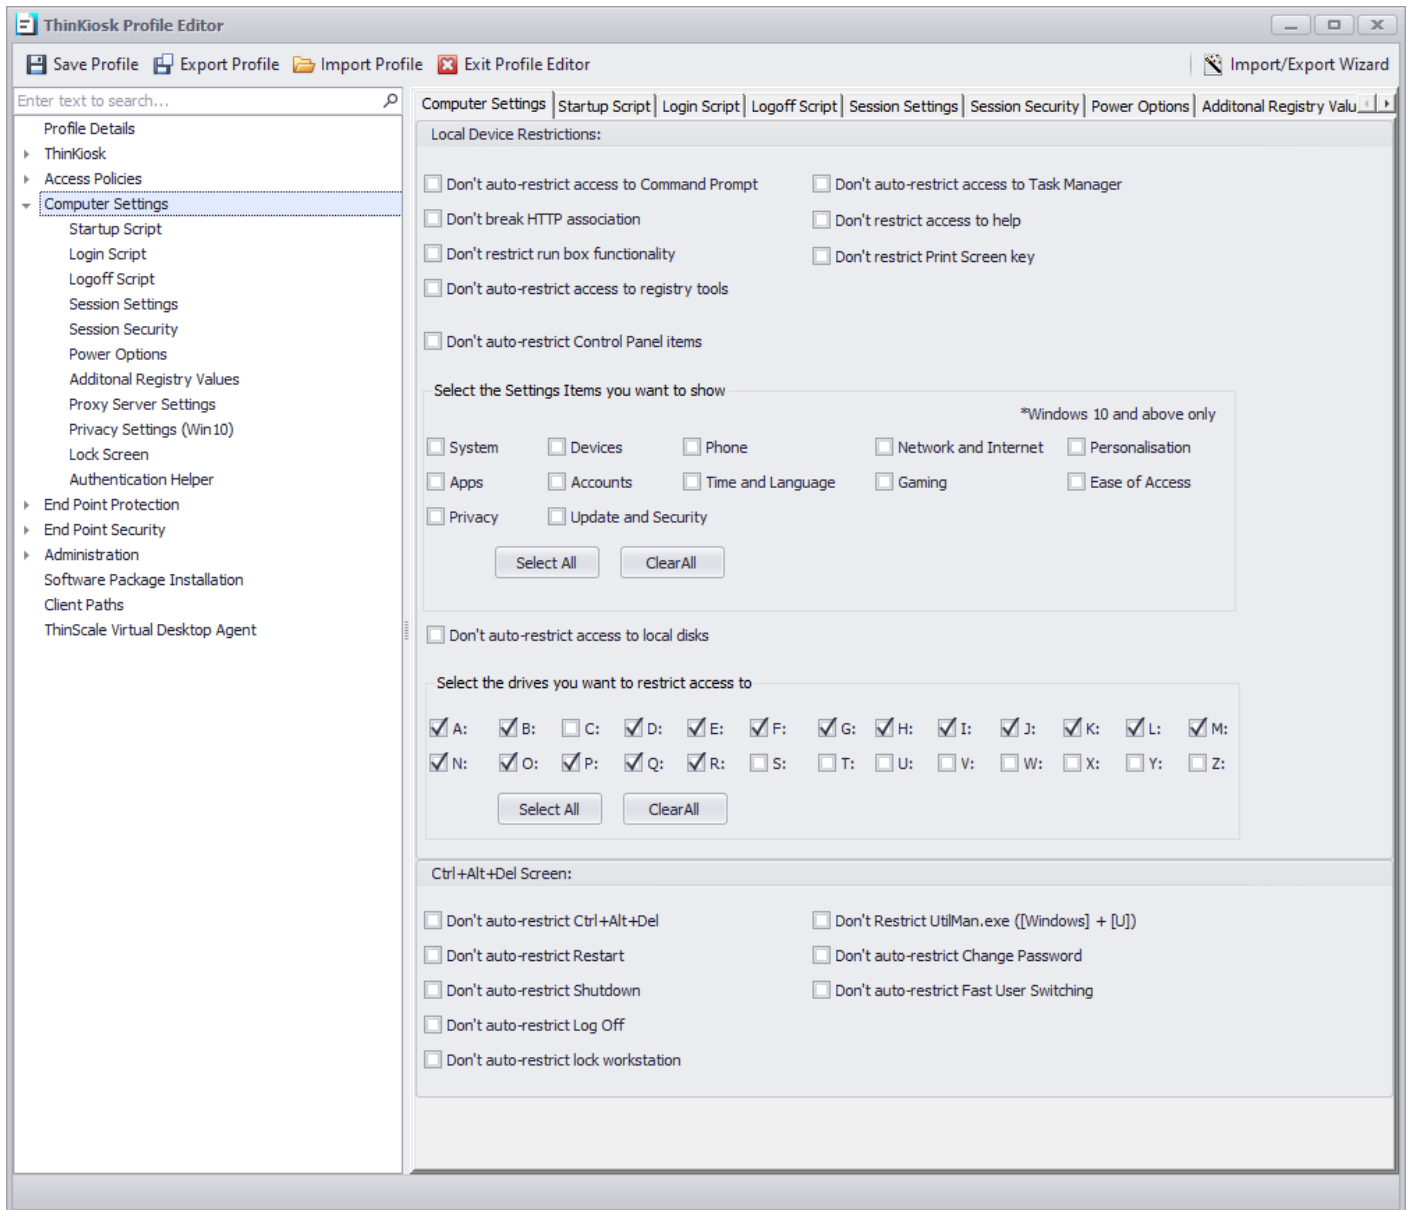 ThinKiosk Profile Editor
Save Profile Export Profile Import Profile Exit Profile Editor Import/Export Wizard
Enter text to search...
Profile Details
ThinKiosk
Access Policies
Computer Settings
Startup Script
Login Script
Logoff Script
Session Settings
Session Security
Power Options
Additonal Registry Values
Proxy Server Settings
Privacy Settings (Win10)
Lock Screen
Authentication Helper
End Point Protection
End Point Security
Administration
Software Package Installation
Client Paths
ThinScale Virtual Desktop Agent
Computer Settings Startup Script Login Script Logoff Script Session Settings Session Security Power Options Additonal Registry Valu
Local Device Restrictions:
Don't auto-restrict access to Command Prompt Don't auto-restrict access to Task Manager
Don't break HTTP association Don't restrict access to help
Don't restrict run box functionality Don't restrict Print Screen key
Don't auto-restrict access to registry tools
Don't auto-restrict Control Panel items
Select the Settings Items you want to show
*Windows 10 and above only
System Devices Phone Network and Internet Personalisation
Apps Accounts Time and Language Gaming Ease of Access
Privacy Update and Security
Select All ClearAll
Don't auto-restrict access to local disks
Select the drives you want to restrict access to
A: B: C: D: E: F: G: H: I: J: K: L: M:
N: O: P: Q: R: S: T: U: V: W: X: Y: Z:
Select All ClearAll
Ctrl+Alt+Del Screen:
Don't auto-restrict Ctrl+Alt+Del Don't Restrict UtilMan.exe ([Windows] + [U])
Don't auto-restrict Restart Don't auto-restrict Change Password
Don't auto-restrict Shutdown Don't auto-restrict Fast User Switching
Don't auto-restrict Log Off
Don't auto-restrict lock workstation